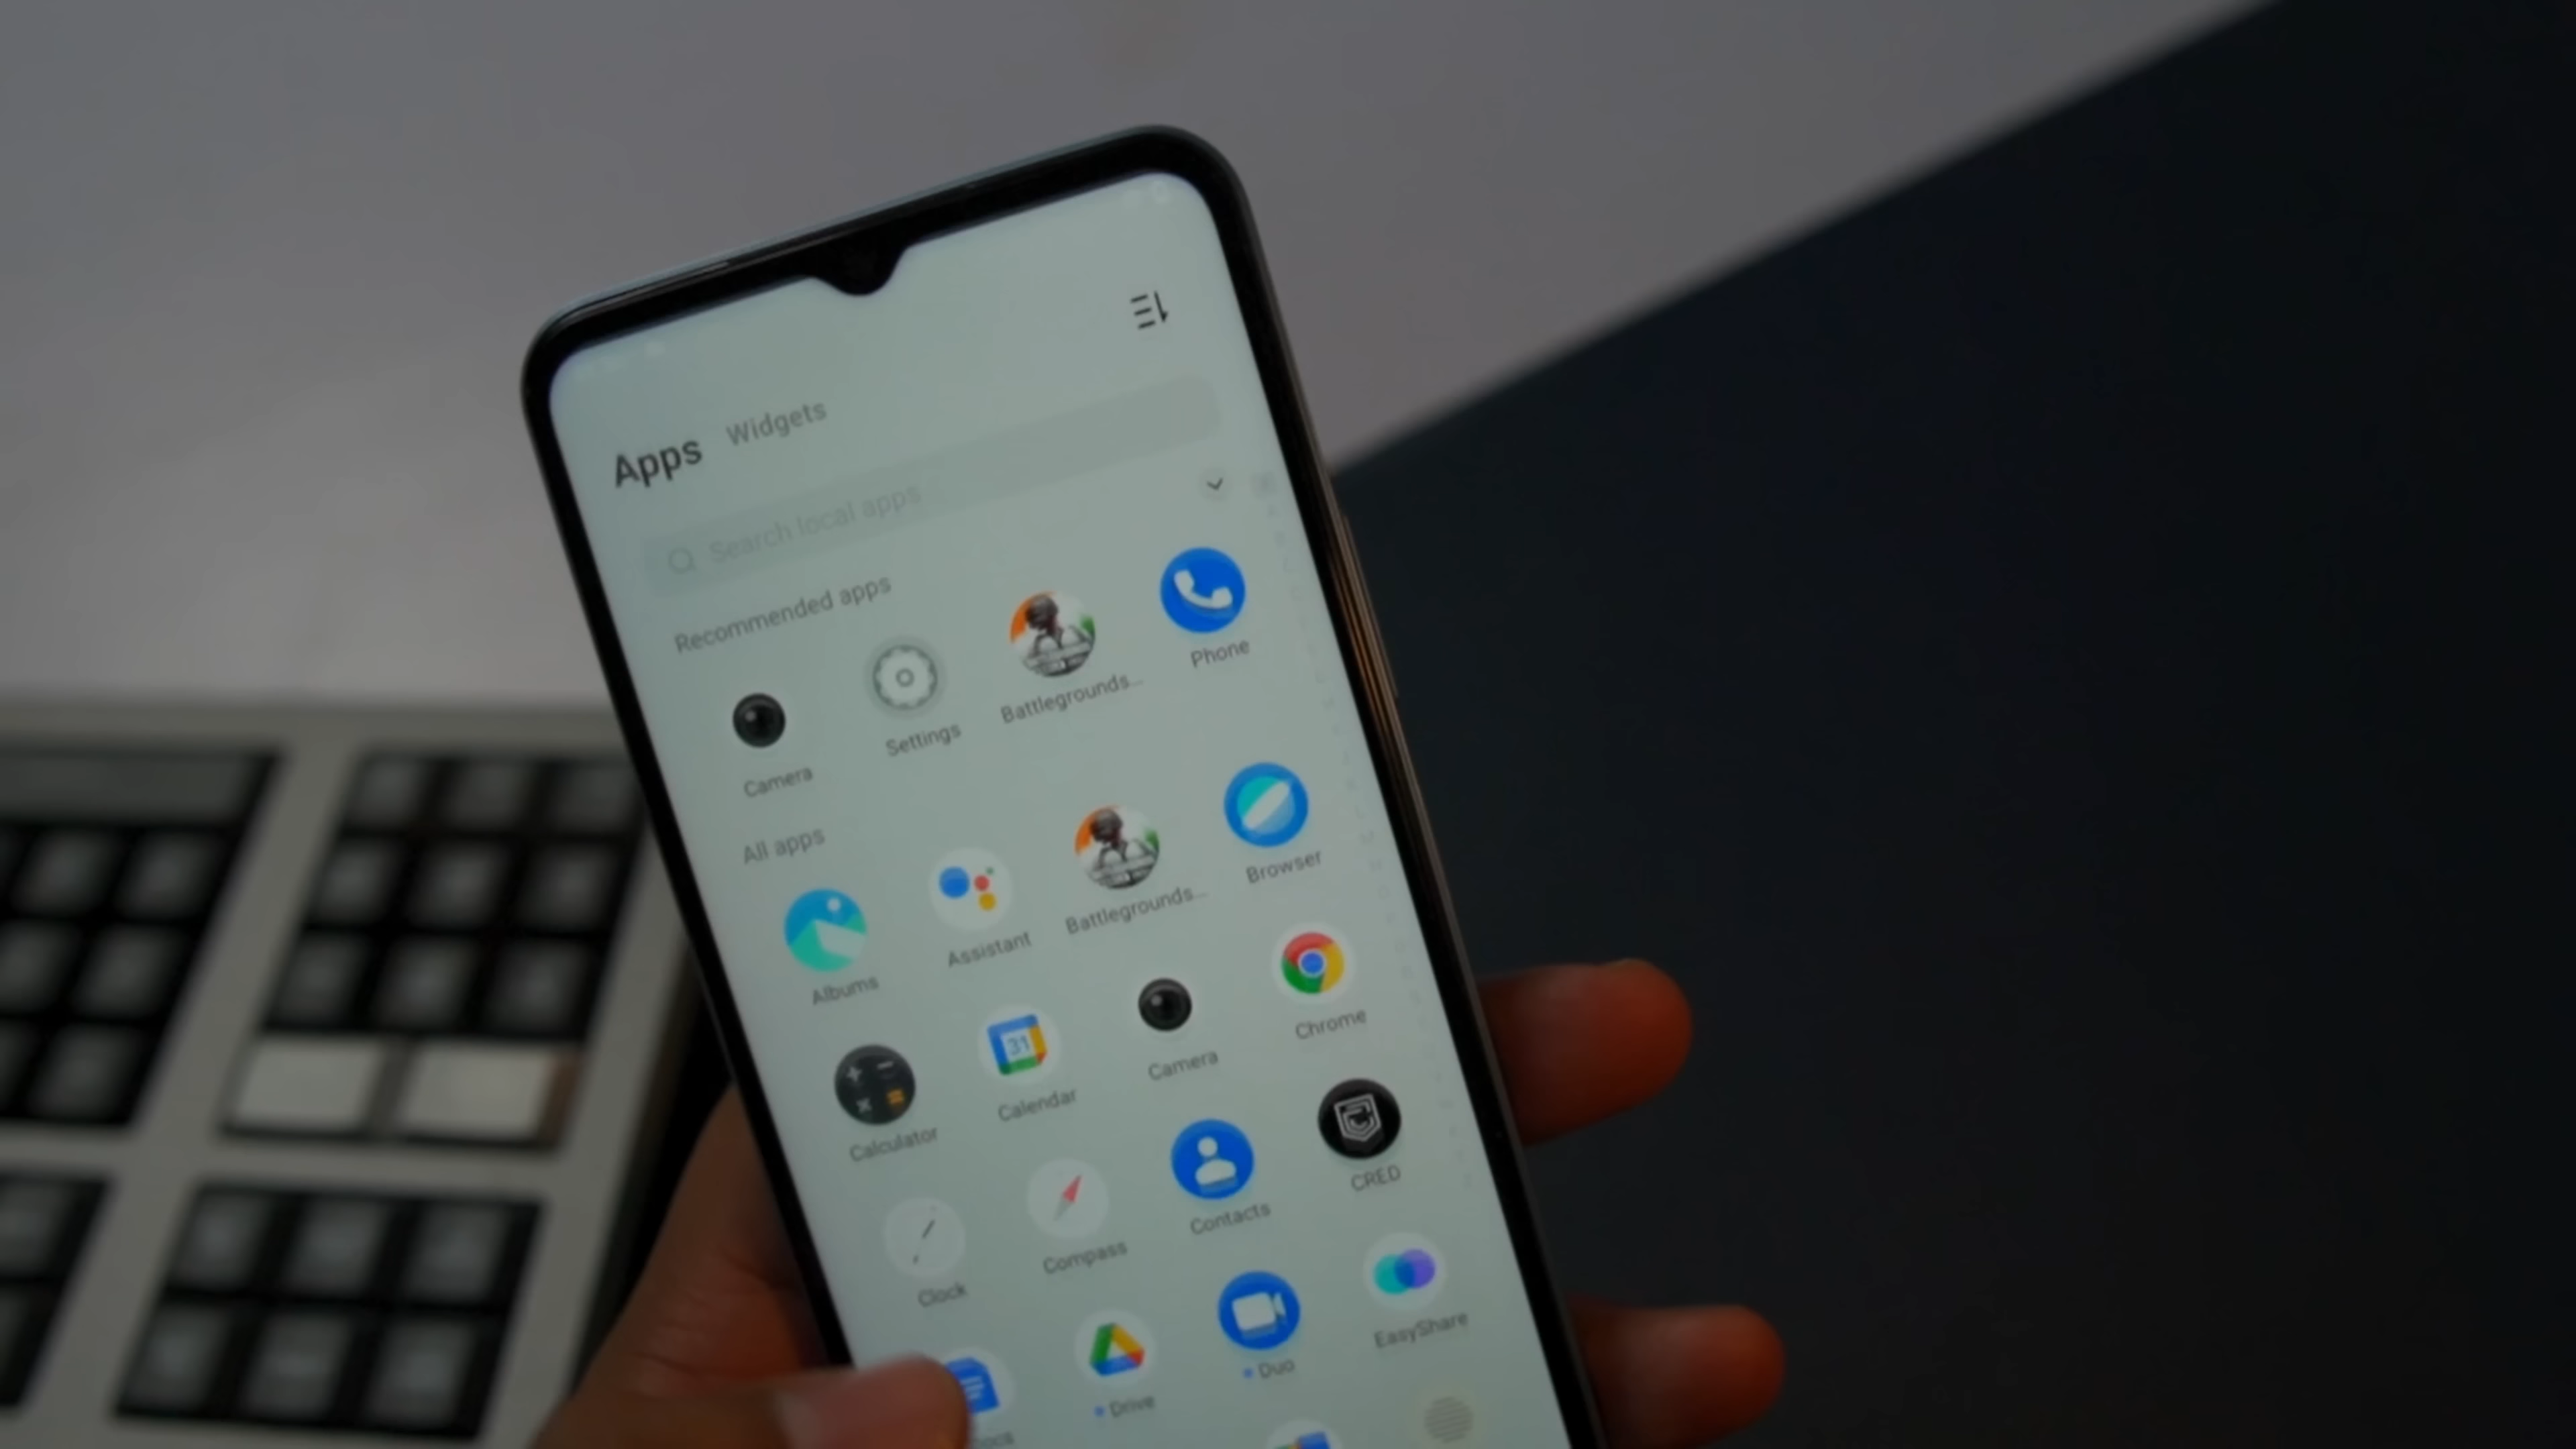 Apps Widgets
Search local apps
Recommended apps
Camera Settings Battlegrounds... Phone
All apps
Albums Assistant Battlegrounds... Browser
Calculator 31 Calendar Camera Chrome
Clock Compass Contacts CRED
Drive Duo EasyShare